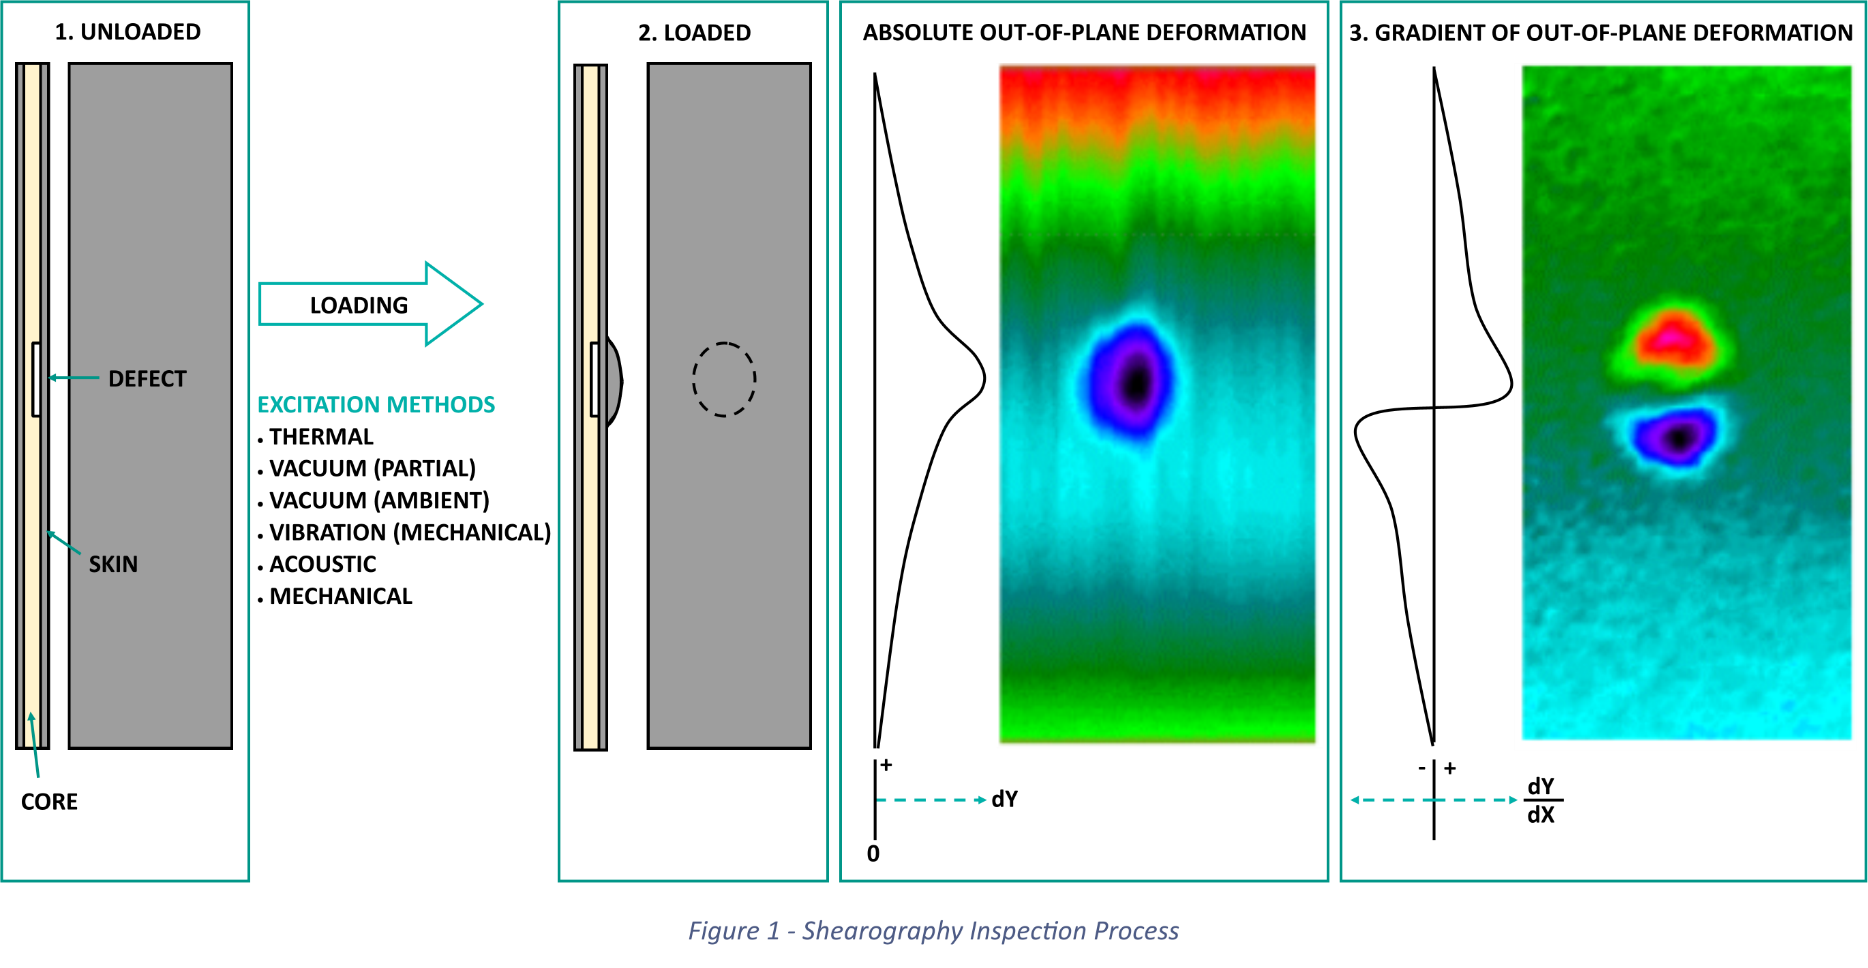 1. UNLOADED
DEFECT
SKIN
CORE
LOADING
EXCITATION METHODS
• THERMAL
• VACUUM (PARTIAL)
• VACUUM (AMBIENT)
• VIBRATION (MECHANICAL)
• ACOUSTIC
• MECHANICAL
2. LOADED
ABSOLUTE OUT-OF-PLANE DEFORMATION
+
dY
0
3. GRADIENT OF OUT-OF-PLANE DEFORMATION
- +
dY
dX
Figure 1 - Shearography Inspection Process